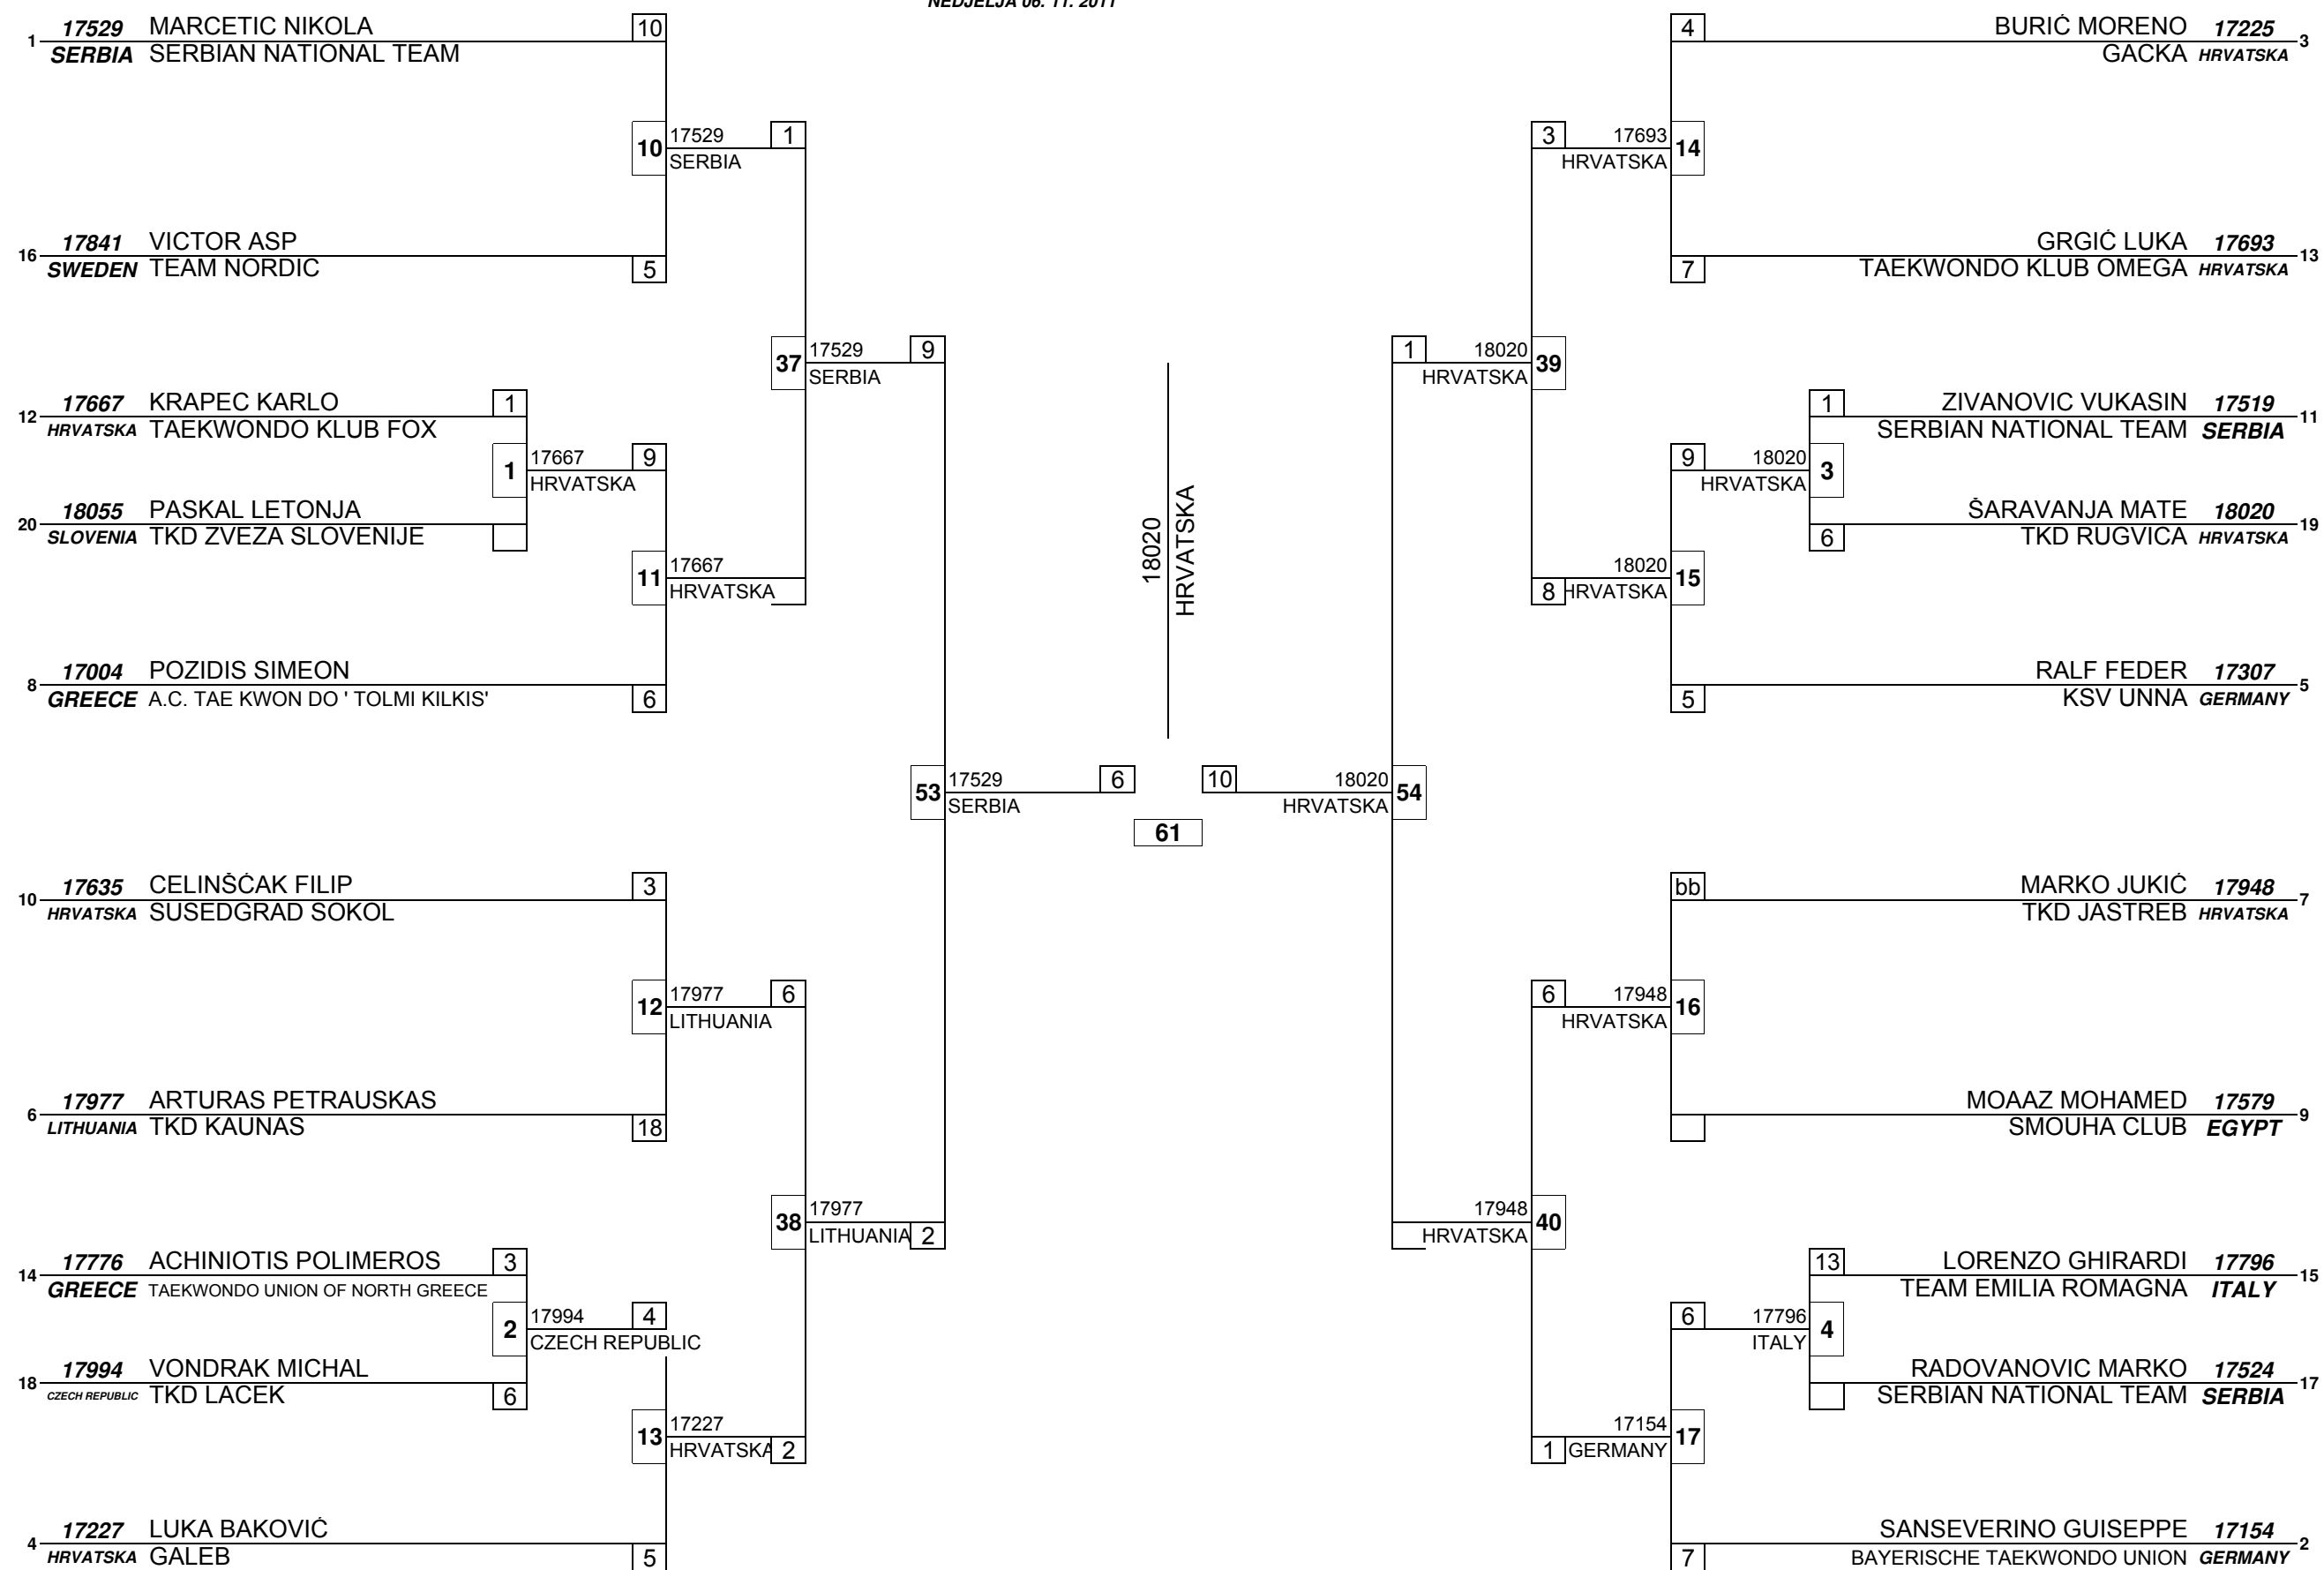 NEDJELJA 06. 11. 2011
1 17529 MARCETIC NIKOLA 10
SERBIA SERBIAN NATIONAL TEAM
10 17529 1
SERBIA
16 17841 VICTOR ASP
SWEDEN TEAM NORDIC 5
37 17529 9
SERBIA
12 17667 KRAPEC KARLO 1
HRVATSKA TAEKWONDO KLUB FOX
1 17667 9
HRVATSKA
20 18055 PASKAL LETONJA
SLOVENIA TKD ZVEZA SLOVENIJE
11 17667
HRVATSKA
8 17004 POZIDIS SIMEON
GREECE A.C. TAE KWON DO ' TOLMI KILKIS' 6
53 17529 6
SERBIA
10 17635 CELINŠĆAK FILIP 3
HRVATSKA SUSEDGRAD SOKOL
12 17977 6
LITHUANIA
6 17977 ARTURAS PETRAUSKAS
LITHUANIA TKD KAUNAS 18
38 17977
LITHUANIA 2
14 17776 ACHINIOTIS POLIMEROS 3
GREECE TAEKWONDO UNION OF NORTH GREECE
2 17994 4
CZECH REPUBLIC
18 17994 VONDRAK MICHAL
CZECH REPUBLIC TKD LACEK 6
13 17227
HRVATSKA 2
4 17227 LUKA BAKOVIĆ
HRVATSKA GALEB 5
18020
HRVATSKA
61
4 BURIĆ MORENO 17225 3
GACKA HRVATSKA
3 17693 14
HRVATSKA
GRGIĆ LUKA 17693 13
7 TAEKWONDO KLUB OMEGA HRVATSKA
1 18020 39
HRVATSKA
1 ZIVANOVIC VUKASIN 17519 11
SERBIAN NATIONAL TEAM SERBIA
9 18020 3
HRVATSKA
ŠARAVANJA MATE 18020 19
6 TKD RUGVICA HRVATSKA
18020 15
8 HRVATSKA
RALF FEDER 17307 5
5 KSV UNNA GERMANY
10 18020 54
HRVATSKA
bb MARKO JUKIĆ 17948 7
TKD JASTREB HRVATSKA
6 17948 16
HRVATSKA
MOAAZ MOHAMED 17579 9
SMOUHA CLUB EGYPT
17948 40
HRVATSKA
13 LORENZO GHIRARDI 17796 15
TEAM EMILIA ROMAGNA ITALY
6 17796 4
ITALY
RADOVANOVIC MARKO 17524 17
SERBIAN NATIONAL TEAM SERBIA
17154 17
1 GERMANY
SANSEVERINO GUISEPPE 17154 2
7 BAYERISCHE TAEKWONDO UNION GERMANY